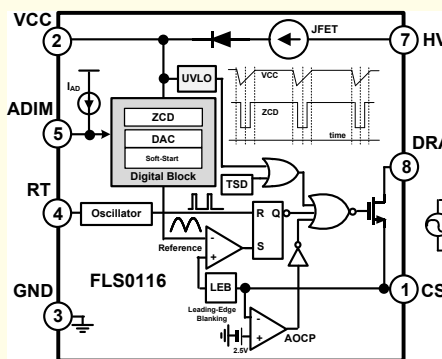 VCC
2
JFET
7
HV
UVLO
VCC
IAD
ADIM
5
ZCD
DAC
Soft-Start
Digital Block
ZCD
time
TSD
DRA
8
RT
4
Oscillator
R Q
S
Reference
-
+
FLS0116
LEB
Leading-Edge
Blanking
GND
3
1
CS
-
+
2.5V
AOCP